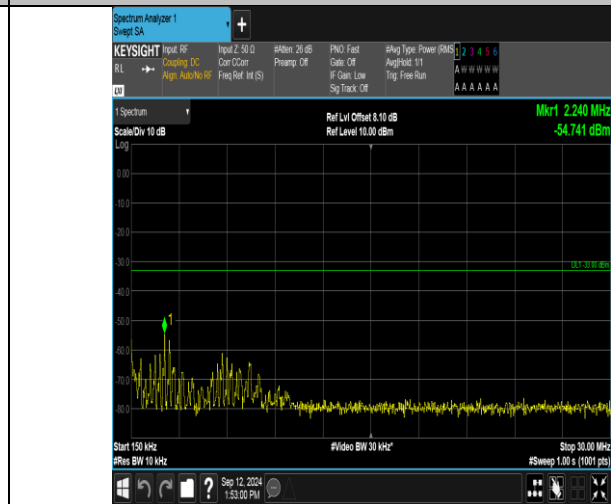 Spectrum Analyzer 1
Swept SA
+
KEYSIGHT
RL
Input: RF
Coupling: DC
Align: Auto/No RF
Input Z: 50 Ω
Corr CCorr
Freq Ref: Int (S)
#Atten: 26 dB
Preamp: Off
PNO: Fast
Gate: Off
IF Gain: Low
Sig Track: Off
#Avg Type: Power (RMS
Avg|Hold: 1/1
Trig: Free Run
1 2 3 4 5 6
A W W W W W
A A A A A A
1 Spectrum
Scale/Div 10 dB
Log
Ref Lvl Offset 8.10 dB
Ref Level 10.00 dBm
Mkr1 2.240 MHz
-54.741 dBm
0.00
-10.0
-20.0
-30.0
DL1 -33.00 dBm
-40.0
-50.0
1
-60.0
-70.0
-80.0
Start 150 kHz
#Res BW 10 kHz
#Video BW 30 kHz*
Stop 30.00 MHz
#Sweep 1.00 s (1001 pts)
?
Sep 12, 2024
1:53:00 PM